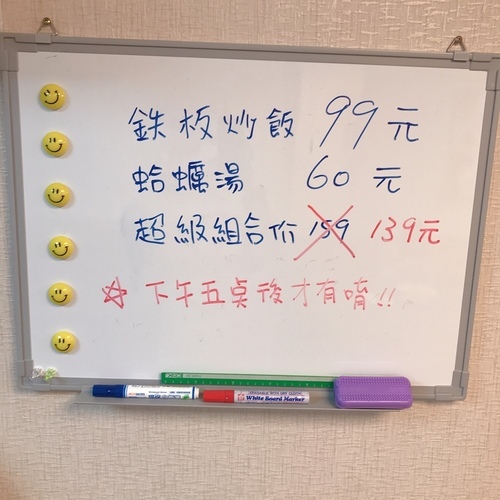 鉄板炒飯 99元
蛤蠣湯 60元
超級組合价 159 139元
☆ 下午五桌後才有唷!!
White Board Marker